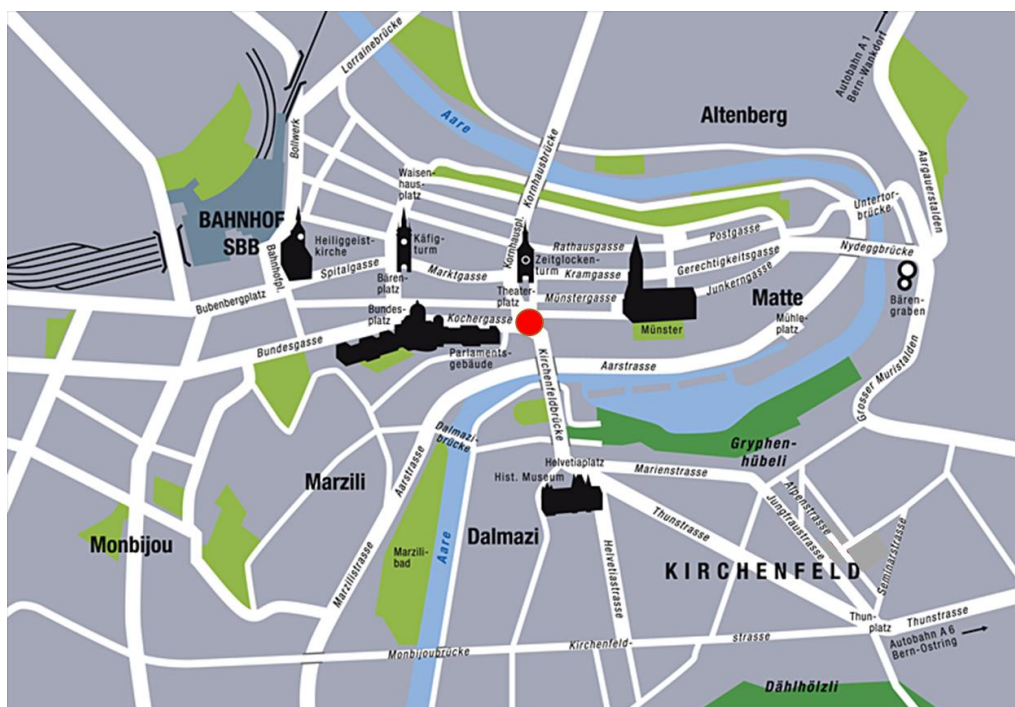 Lorrainebrücke
Autobahn A 1
Bern-Wankdorf
Aare
Altenberg
Bollwerk
Kornhausbrücke
Aargauerstalden
Waisen-
haus-
platz
Untertor-
brücke
BAHNHOF
SBB
Heiliggeist-
kirche
Käfig-
turm
Kornhauspl.
Rathausgasse
Postgasse
Nydeggbrücke
Zeitglocken-
turm
Bahnhofpl.
Spitalgasse
Marktgasse
Kramgasse
Gerechtigkeitsgasse
Bären-
platz
Junkerngasse
Bubenbergplatz
Theater-
platz
Münstergasse
Matte
Bären-
graben
Bundes-
platz
Kochergasse
Münster
Mühle-
platz
Bundesgasse
Parlaments-
gebäude
Kirchenfeldbrücke
Aarstrasse
Grosser Muristalden
Dalmazi-
brücke
Gryphen-
hübeli
Marzili
Aarstrasse
Helvetiaplatz
Hist. Museum
Marienstrasse
Alpenstrasse
Jungfraustrasse
Monbijou
Marzili-
bad
Aare
Dalmazi
Thunstrasse
Seminarstrasse
Marzilistrasse
Helvetiastrasse
KIRCHENFELD
Thun-
platz
Thunstrasse
Monbijoubrücke
Kirchenfeld-
strasse
Autobahn A 6
Bern-Ostring
Dählhölzli